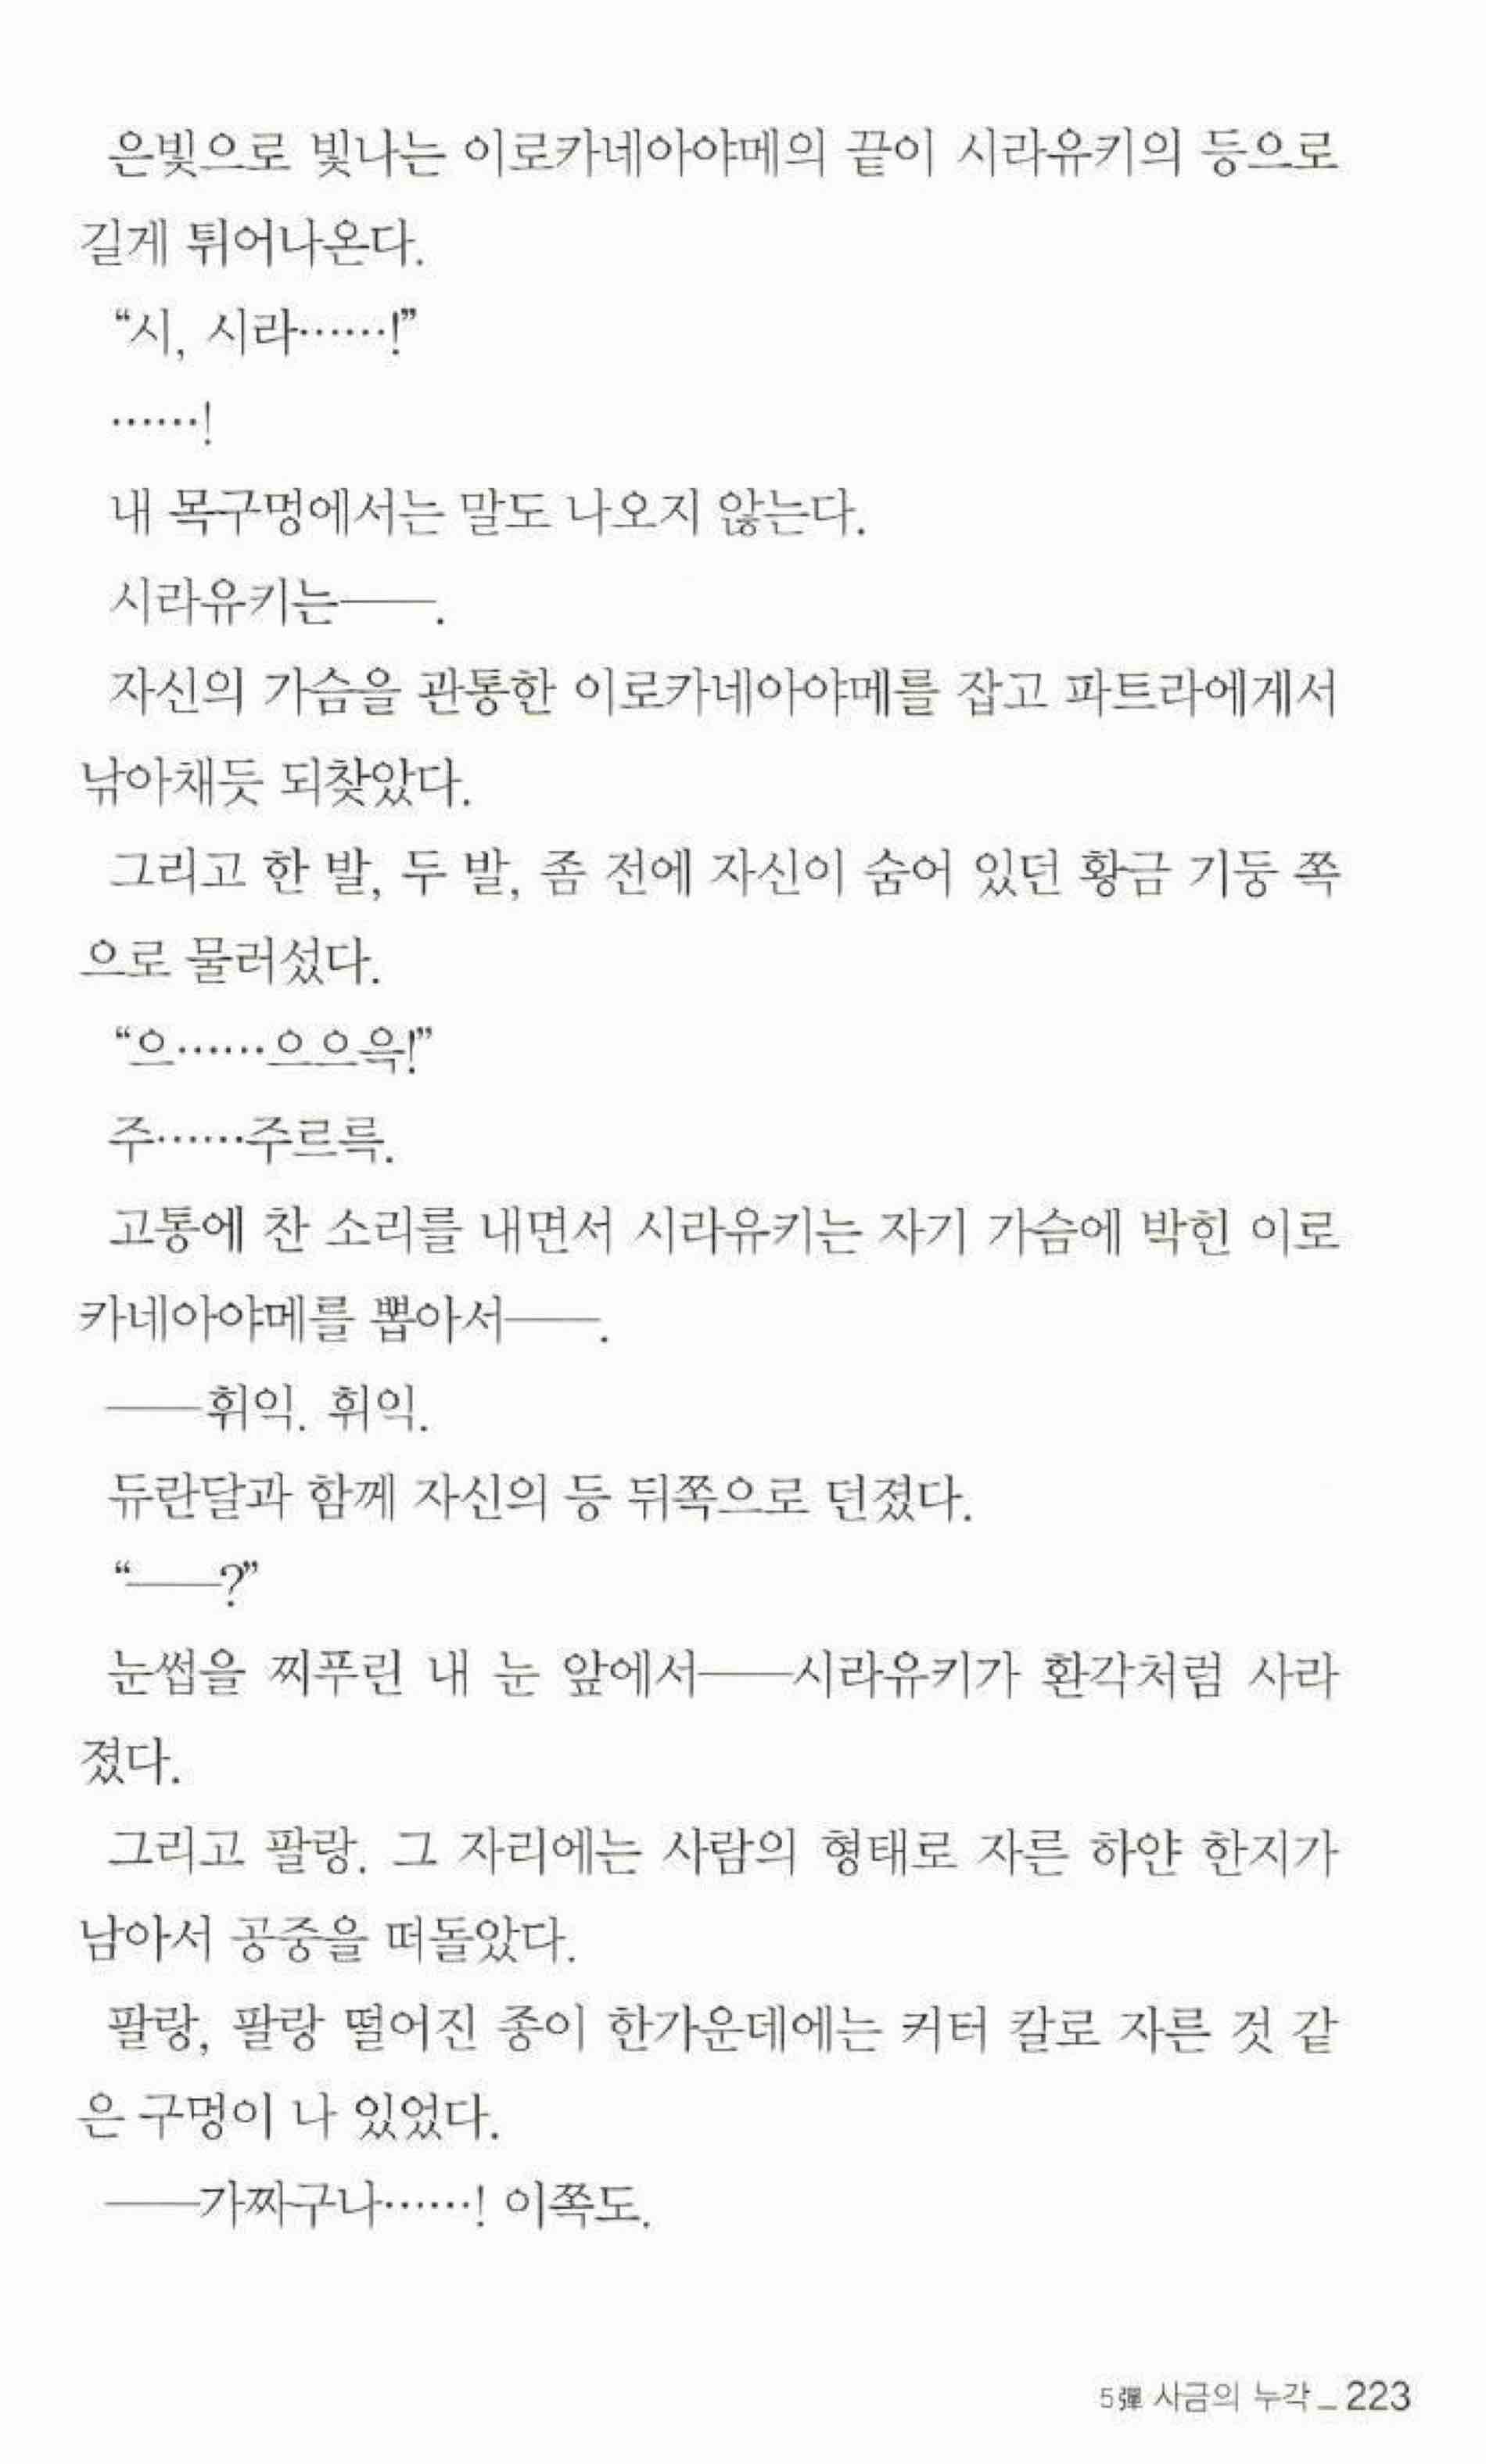 은빛으로 빛나는 이로카네아야메의 끝이 시라유키의 등으로
길게 튀어나온다.
“시, 시라……!”
……!
내 목구멍에서는 말도 나오지 않는다.
시라유키는――.
자신의 가슴을 관통한 이로카네아야메를 잡고 파트라에게서
낚아채듯 되찾았다.
그리고 한 발, 두 발, 좀 전에 자신이 숨어 있던 황금 기둥 쪽
으로 물러섰다.
“으……으으윽!”
주……주르륵.
고통에 찬 소리를 내면서 시라유키는 자기 가슴에 박힌 이로
카네아야메를 뽑아서――.
――휘익. 휘익.
듀란달과 함께 자신의 등 뒤쪽으로 던졌다.
“――?”
눈썹을 찌푸린 내 눈 앞에서――시라유키가 환각처럼 사라
졌다.
그리고 팔랑. 그 자리에는 사람의 형태로 자른 하얀 한지가
남아서 공중을 떠돌았다.
팔랑, 팔랑 떨어진 종이 한가운데에는 커터 칼로 자른 것 같
은 구멍이 나 있었다.
――가짜구나……! 이쪽도.
5彈 사금의 누각 _ 223